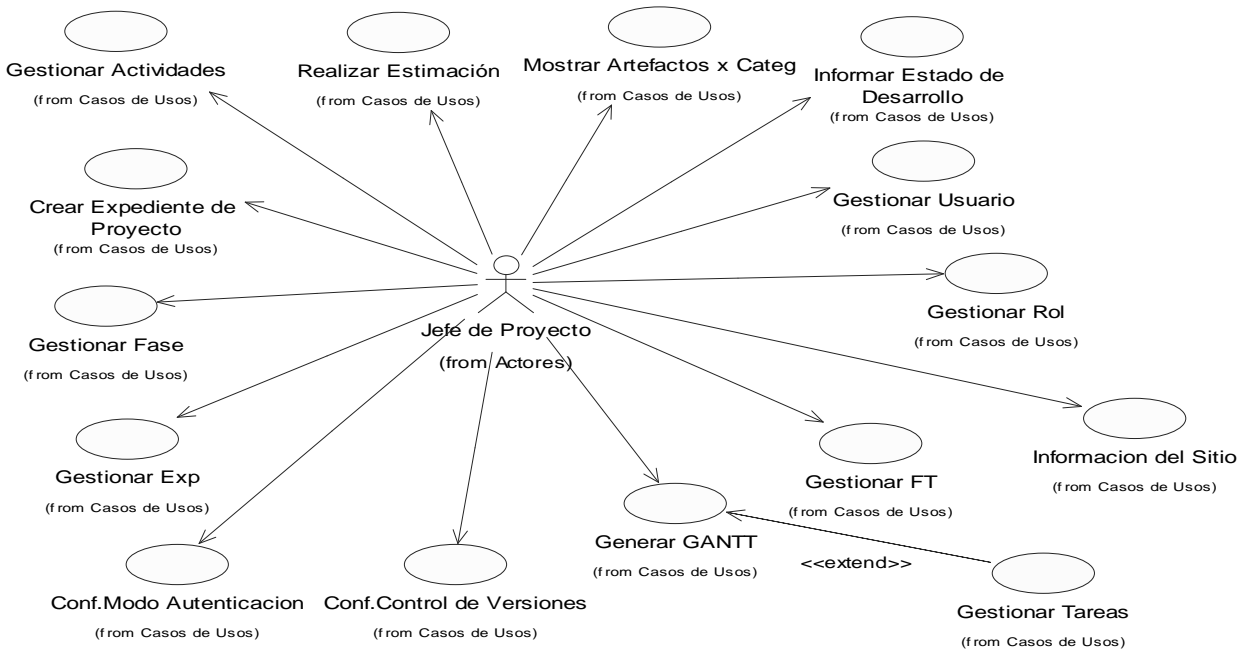 Gestionar Actividades
(from Casos de Usos)
Realizar Estimación
(from Casos de Usos)
Mostrar Artefactos x Categ
(from Casos de Usos)
Informar Estado de
Desarrollo
(from Casos de Usos)
Crear Expediente de
Proyecto
(from Casos de Usos)
Gestionar Usuario
(from Casos de Usos)
Gestionar Fase
(from Casos de Usos)
Jefe de Proyecto
(from Actores)
Gestionar Rol
(from Casos de Usos)
Gestionar Exp
(from Casos de Usos)
Gestionar FT
(from Casos de Usos)
Informacion del Sitio
(from Casos de Usos)
Generar GANTT
(from Casos de Usos)
<<extend>>
Conf.Modo Autenticacion
(from Casos de Usos)
Conf.Control de Versiones
(from Casos de Usos)
Gestionar Tareas
(from Casos de Usos)